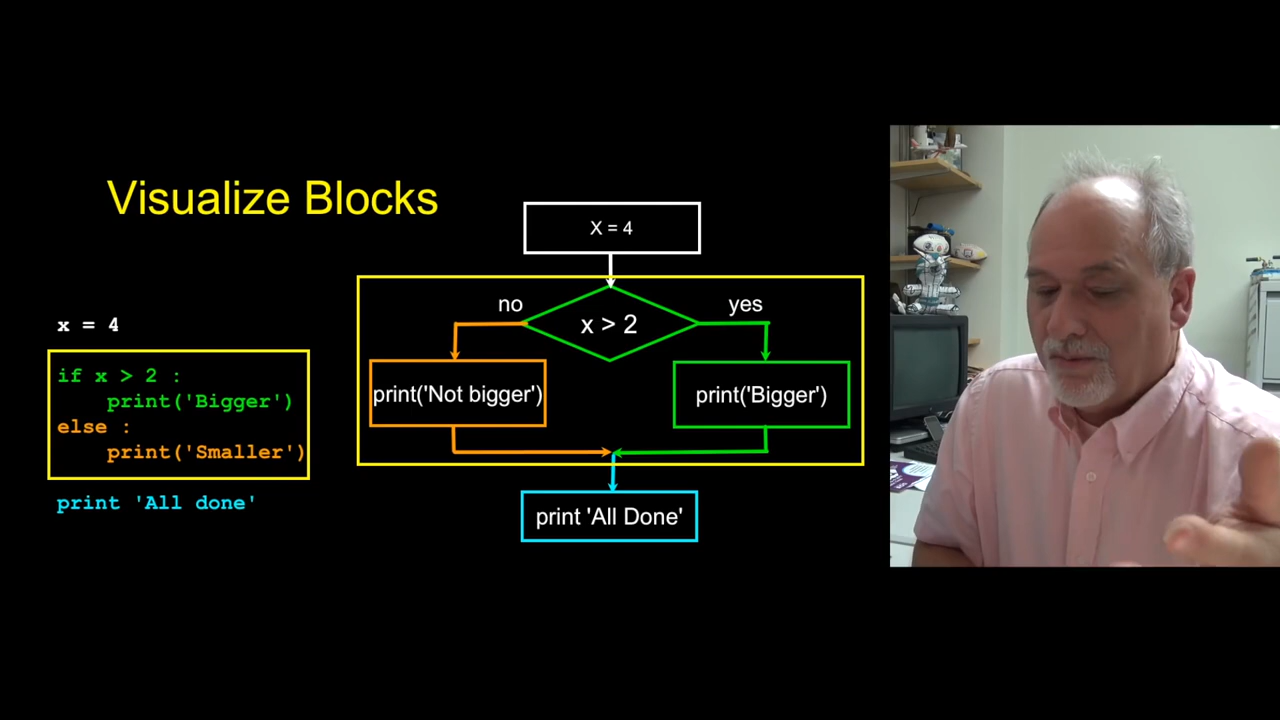 Visualize Blocks
x = 4
if x > 2 :
print('Bigger')
else :
print('Smaller')
print 'All done'
X = 4
no
x > 2
yes
print('Not bigger')
print('Bigger')
print 'All Done'